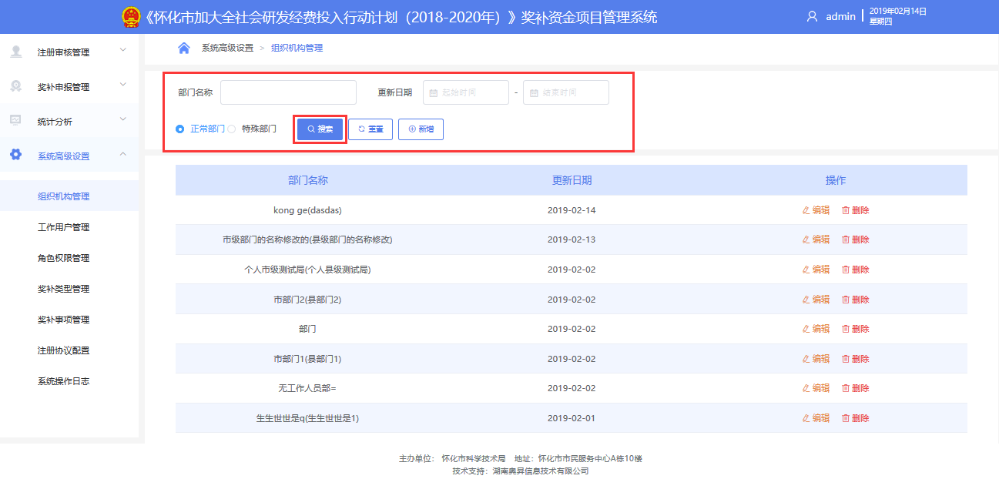 《怀化市加大全社会研发经费投入行动计划（2018-2020年）》奖补资金项目管理系统
admin
2019年02月14日
星期四
注册审核管理
奖补申报管理
统计分析
系统高级设置
组织机构管理
工作用户管理
角色权限管理
奖补类型管理
奖补事项管理
注册协议配置
系统操作日志
系统高级设置 > 组织机构管理
部门名称 更新日期 起始时间 - 结束时间
正常部门 特殊部门 搜索 重置 新增
部门名称 更新日期 操作
kong ge(dasdas) 2019-02-14 编辑 删除
市级部门的名称修改的(县级部门的名称修改) 2019-02-13 编辑 删除
个人市级测试局(个人县级测试局) 2019-02-02 编辑 删除
市部门2(县部门2) 2019-02-02 编辑 删除
部门 2019-02-02 编辑 删除
市部门1(县部门1) 2019-02-02 编辑 删除
无工作人员部= 2019-02-02 编辑 删除
生生世世是q(生生世世是1) 2019-02-01 编辑 删除
主办单位： 怀化市科学技术局 地址：怀化市市民服务中心A栋10楼
技术支持：湖南奥昇信息技术有限公司